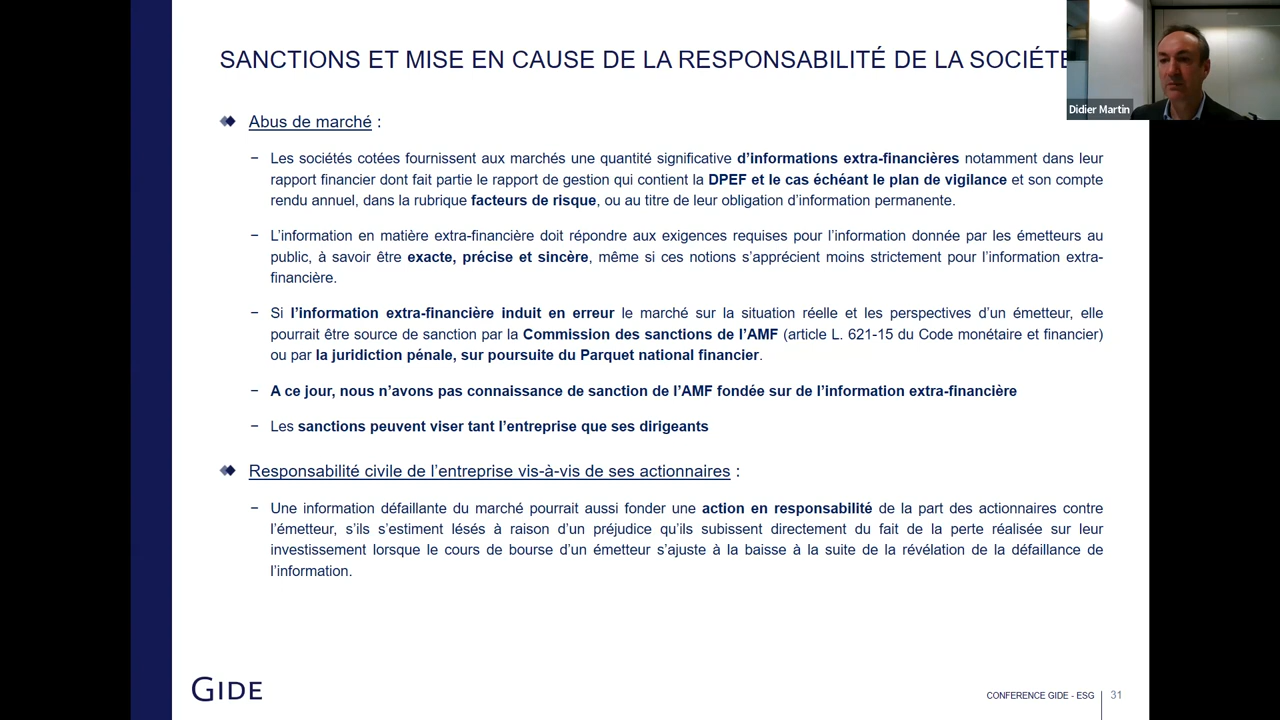 SANCTIONS ET MISE EN CAUSE DE LA RESPONSABILITÉ DE LA SOCIÉTÉ
Didier Martin
Abus de marché :
− Les sociétés cotées fournissent aux marchés une quantité significative d’informations extra-financières notamment dans leur
rapport financier dont fait partie le rapport de gestion qui contient la DPEF et le cas échéant le plan de vigilance et son compte
rendu annuel, dans la rubrique facteurs de risque, ou au titre de leur obligation d’information permanente.
− L’information en matière extra-financière doit répondre aux exigences requises pour l’information donnée par les émetteurs au
public, à savoir être exacte, précise et sincère, même si ces notions s’apprécient moins strictement pour l’information extra-
financière.
− Si l’information extra-financière induit en erreur le marché sur la situation réelle et les perspectives d’un émetteur, elle
pourrait être source de sanction par la Commission des sanctions de l’AMF (article L. 621-15 du Code monétaire et financier)
ou par la juridiction pénale, sur poursuite du Parquet national financier.
− A ce jour, nous n’avons pas connaissance de sanction de l’AMF fondée sur de l’information extra-financière
− Les sanctions peuvent viser tant l’entreprise que ses dirigeants
Responsabilité civile de l’entreprise vis-à-vis de ses actionnaires :
− Une information défaillante du marché pourrait aussi fonder une action en responsabilité de la part des actionnaires contre
l’émetteur, s’ils s’estiment lésés à raison d’un préjudice qu’ils subissent directement du fait de la perte réalisée sur leur
investissement lorsque le cours de bourse d’un émetteur s’ajuste à la baisse à la suite de la révélation de la défaillance de
l’information.
GIDE
CONFERENCE GIDE - ESG 31